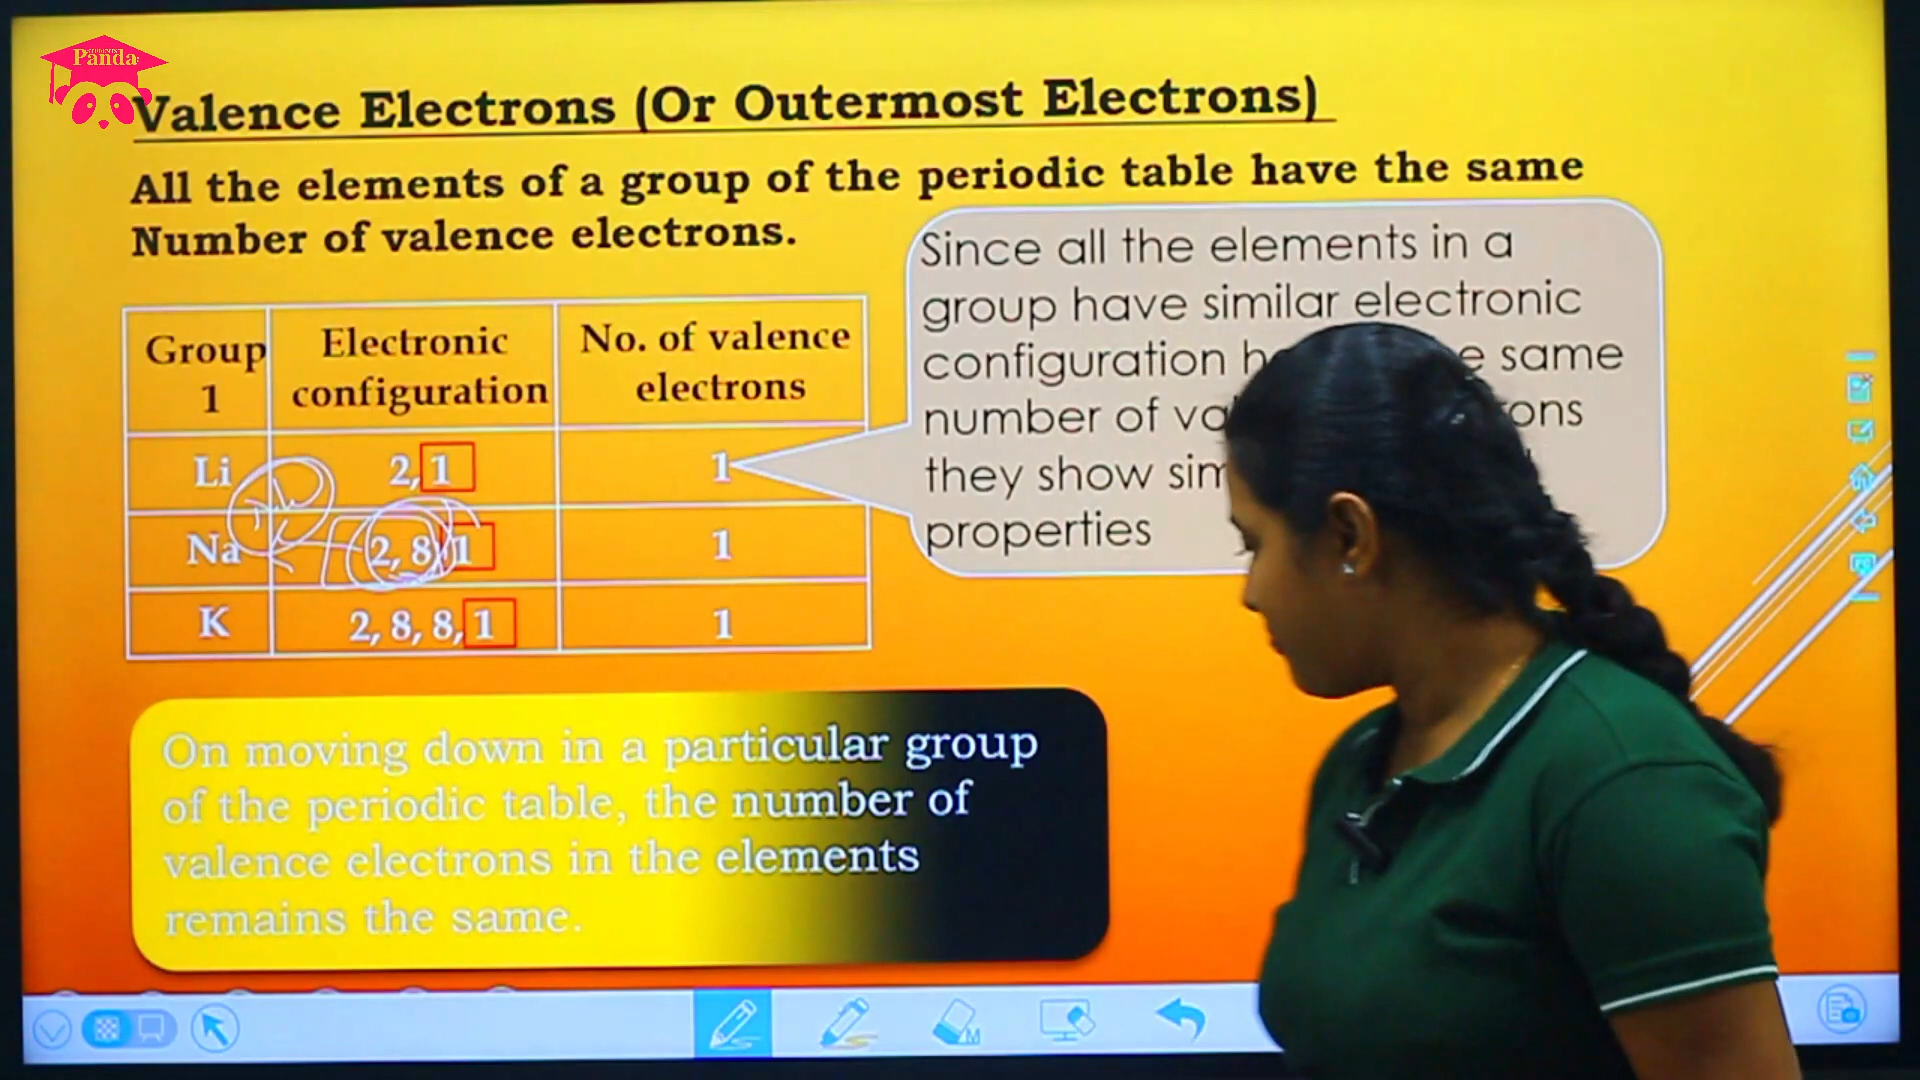 Panda
Valence Electrons (Or Outermost Electrons)
All the elements of a group of the periodic table have the same
Number of valence electrons.
Since all the elements in a
group have similar electronic
configuration same
number of
they show
properties
Group 1 Electronic configuration No. of valence electrons
Li 2, 1 1
Na 2, 8, 1 1
K 2, 8, 8, 1 1
On moving down in a particular group
of the periodic table, the number of
valence electrons in the elements
remains the same.